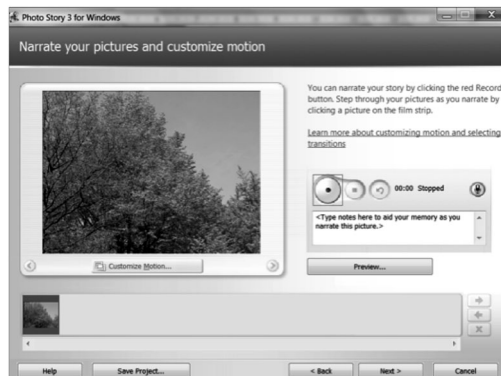 Photo Story 3 for Windows
Narrate your pictures and customize motion
You can narrate your story by clicking the red Record
button. Step through your pictures as you narrate by
clicking a picture on the film strip.
Learn more about customizing motion and selecting
transitions
00:00 Stopped
<Type notes here to aid your memory as you
narrate this picture.>
Customize Motion...
Preview...
Help
Save Project...
< Back
Next >
Cancel